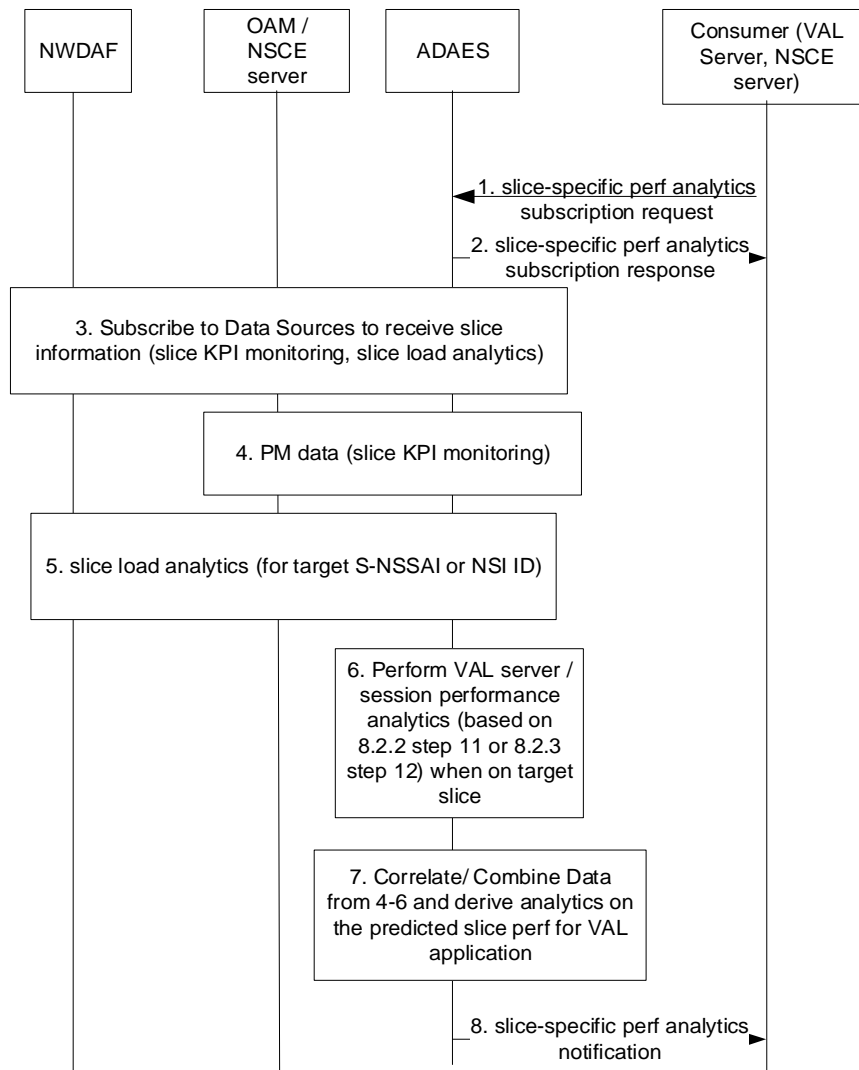 NWDAF
OAM /
NSCE
server
ADAES
Consumer (VAL
Server, NSCE
server)
1. slice-specific perf analytics
subscription request
2. slice-specific perf analytics
subscription response
3. Subscribe to Data Sources to receive slice
information (slice KPI monitoring, slice load analytics)
4. PM data (slice KPI monitoring)
5. slice load analytics (for target S-NSSAI or NSI ID)
6. Perform VAL server /
session performance
analytics (based on
8.2.2 step 11 or 8.2.3
step 12) when on target
slice
7. Correlate/ Combine Data
from 4-6 and derive analytics on
the predicted slice perf for VAL
application
8. slice-specific perf analytics
notification